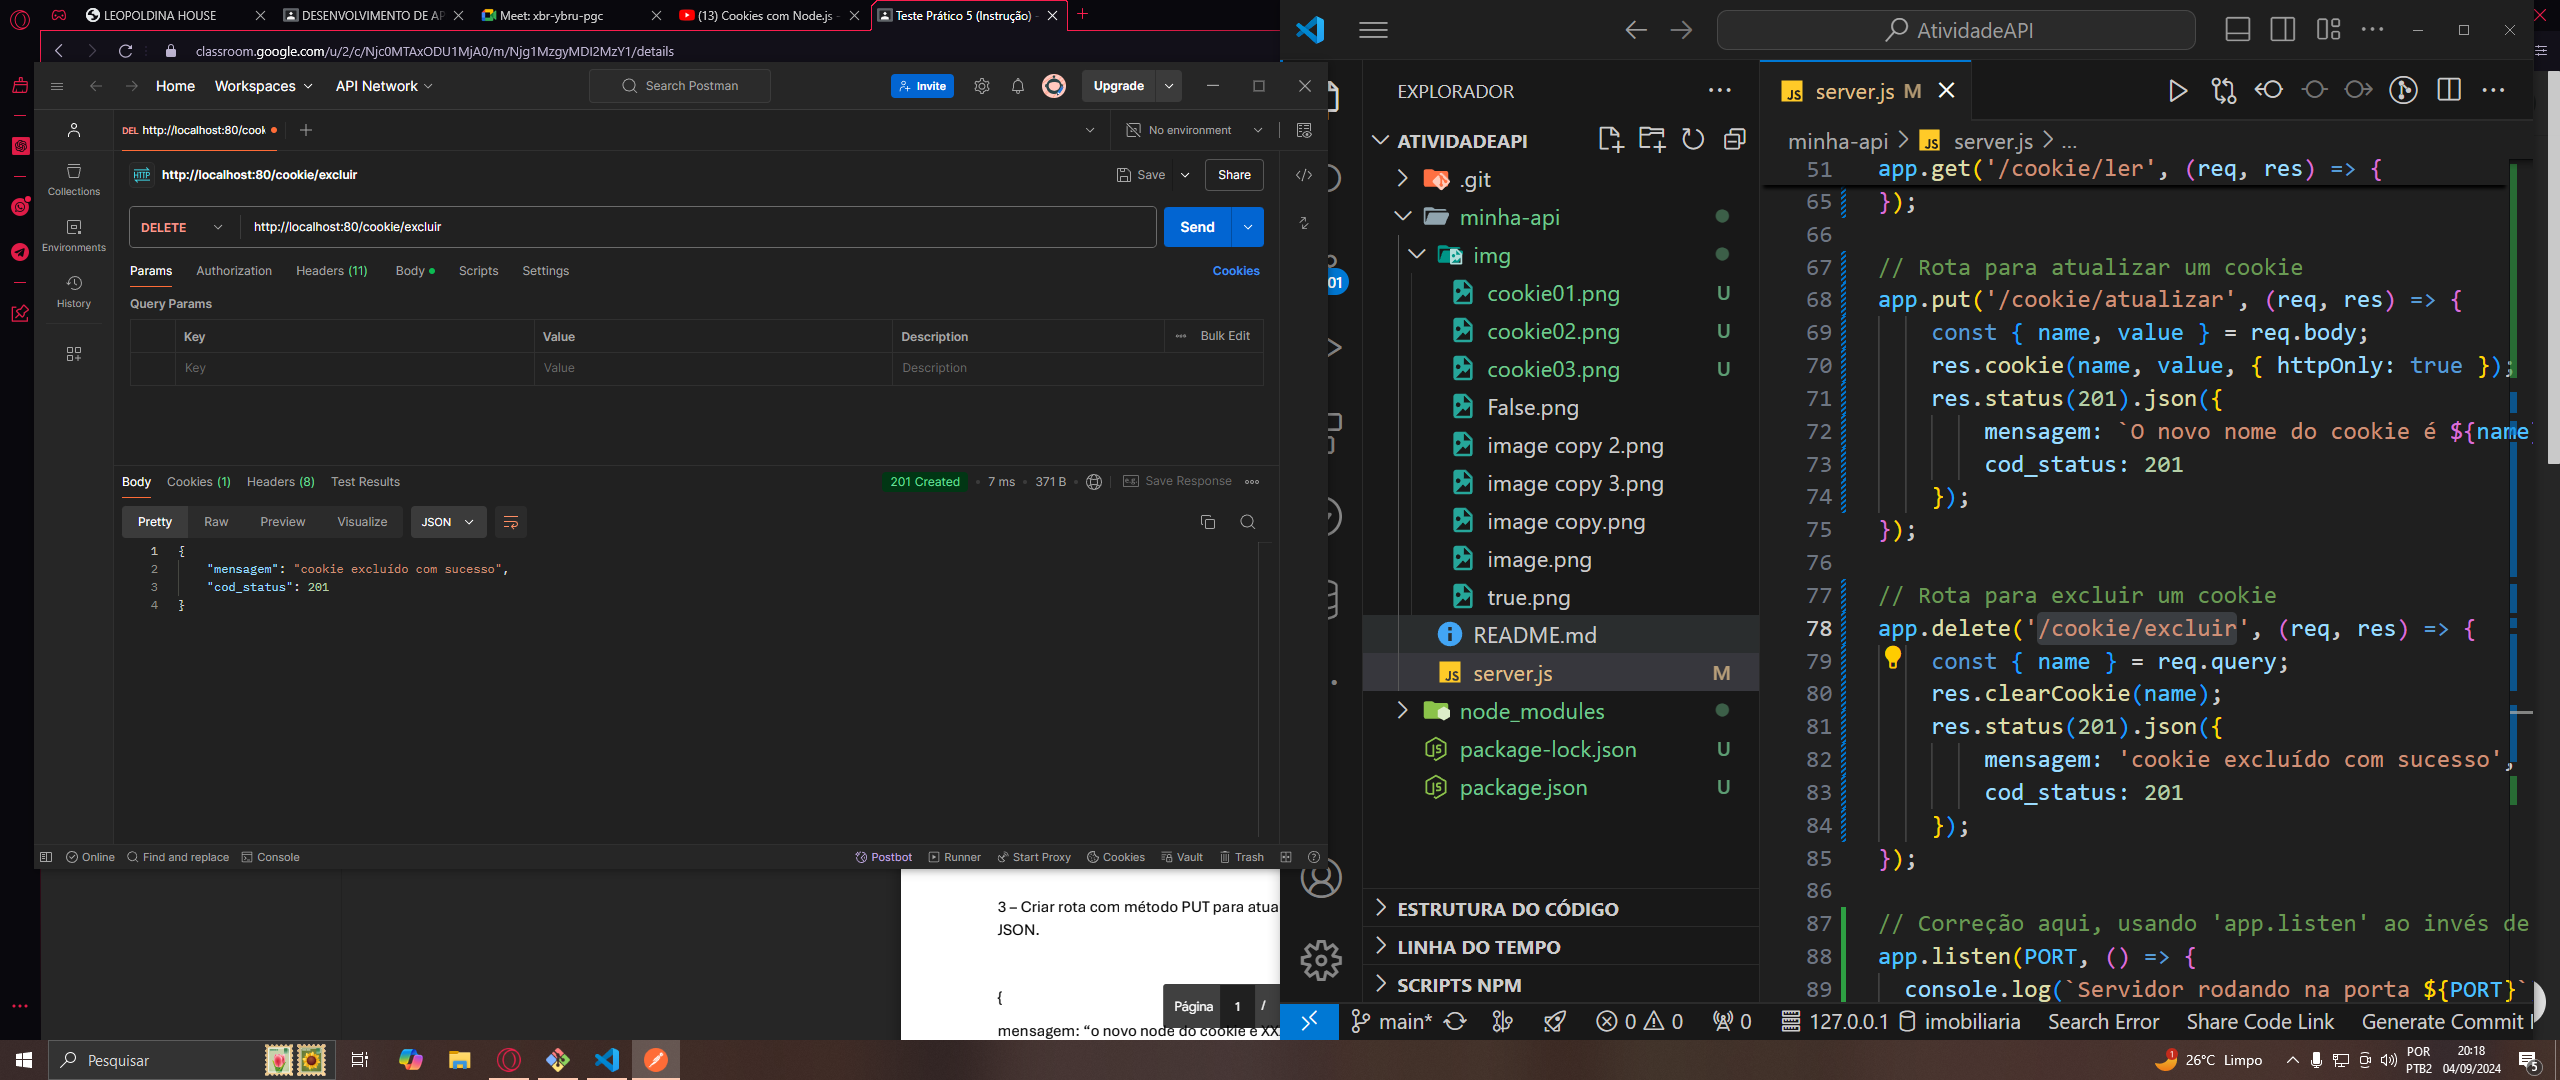 LEOPOLDINA HOUSE
DESENVOLVIMENTO DE AP
Meet: xbr-ybru-pgc
(13) Cookies com Node.js -
Teste Prático 5 (Instrução) -
classroom.google.com/u/2/c/Njc0MTAxODU1MjA0/m/Njg1MzgyMDI2MzY1/details
Home
Workspaces
API Network
Search Postman
Invite
Upgrade
DEL http://localhost:80/cook
No environment
HTTP http://localhost:80/cookie/excluir
Save
Share
DELETE
http://localhost:80/cookie/excluir
Send
Params
Authorization
Headers (11)
Body
Scripts
Settings
Cookies
Query Params
Key
Value
Description
Bulk Edit
Key
Value
Description
Collections
Environments
History
Body
Cookies (1)
Headers (8)
Test Results
201 Created
7 ms
371 B
Save Response
Pretty
Raw
Preview
Visualize
JSON
1 {
2 "mensagem": "cookie excluído com sucesso",
3 "cod_status": 201
4 }
Online
Find and replace
Console
Postbot
Runner
Start Proxy
Cookies
Vault
Trash
3 – Criar rota com método PUT para atua
JSON.
{
mensagem: “o novo node do cookie é XX
Página 1 /
AtividadeAPI
EXPLORADOR
ATIVIDADEAPI
.git
minha-api
img
cookie01.png U
cookie02.png U
cookie03.png U
False.png
image copy 2.png
image copy 3.png
image copy.png
image.png
true.png
README.md
server.js M
node_modules
package-lock.json U
package.json U
ESTRUTURA DO CÓDIGO
LINHA DO TEMPO
SCRIPTS NPM
01
server.js M
minha-api > server.js > ...
51 app.get('/cookie/ler', (req, res) => {
65 });
66
67 // Rota para atualizar um cookie
68 app.put('/cookie/atualizar', (req, res) => {
69 const { name, value } = req.body;
70 res.cookie(name, value, { httpOnly: true });
71 res.status(201).json({
72 mensagem: `O novo nome do cookie é ${name}
73 cod_status: 201
74 });
75 });
76
77 // Rota para excluir um cookie
78 app.delete('/cookie/excluir', (req, res) => {
79 const { name } = req.query;
80 res.clearCookie(name);
81 res.status(201).json({
82 mensagem: 'cookie excluído com sucesso',
83 cod_status: 201
84 });
85 });
86
87 // Correção aqui, usando 'app.listen' ao invés de
88 app.listen(PORT, () => {
89 console.log(`Servidor rodando na porta ${PORT}`
main*
0 0
0
127.0.0.1
imobiliaria
Search Error
Share Code Link
Generate Commit
Pesquisar
1
26°C Limpo
POR
PTB2
20:18
04/09/2024
5